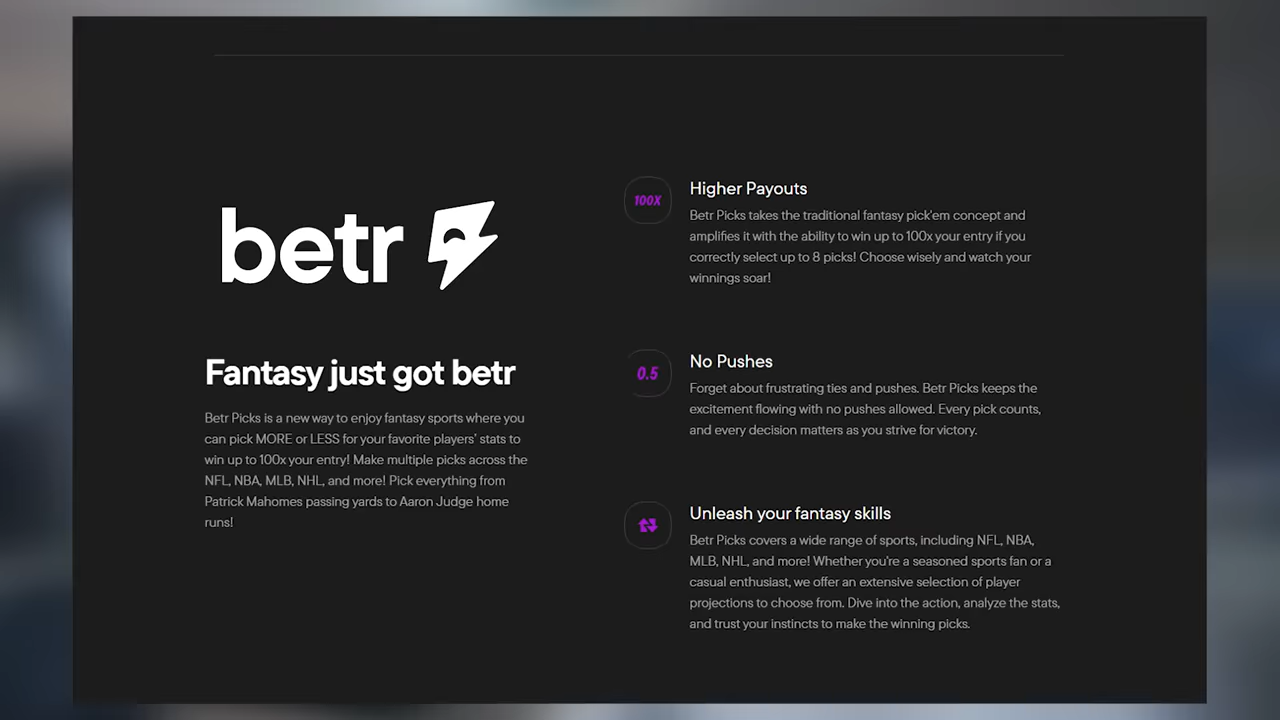 betr
Fantasy just got betr
Betr Picks is a new way to enjoy fantasy sports where you
can pick MORE or LESS for your favorite players' stats to
win up to 100x your entry! Make multiple picks across the
NFL, NBA, MLB, NHL, and more! Pick everything from
Patrick Mahomes passing yards to Aaron Judge home
runs!
100X
Higher Payouts
Betr Picks takes the traditional fantasy pick'em concept and
amplifies it with the ability to win up to 100x your entry if you
correctly select up to 8 picks! Choose wisely and watch your
winnings soar!
0.5
No Pushes
Forget about frustrating ties and pushes. Betr Picks keeps the
excitement flowing with no pushes allowed. Every pick counts,
and every decision matters as you strive for victory.
Unleash your fantasy skills
Betr Picks covers a wide range of sports, including NFL, NBA,
MLB, NHL, and more! Whether you're a seasoned sports fan or a
casual enthusiast, we offer an extensive selection of player
projections to choose from. Dive into the action, analyze the stats,
and trust your instincts to make the winning picks.